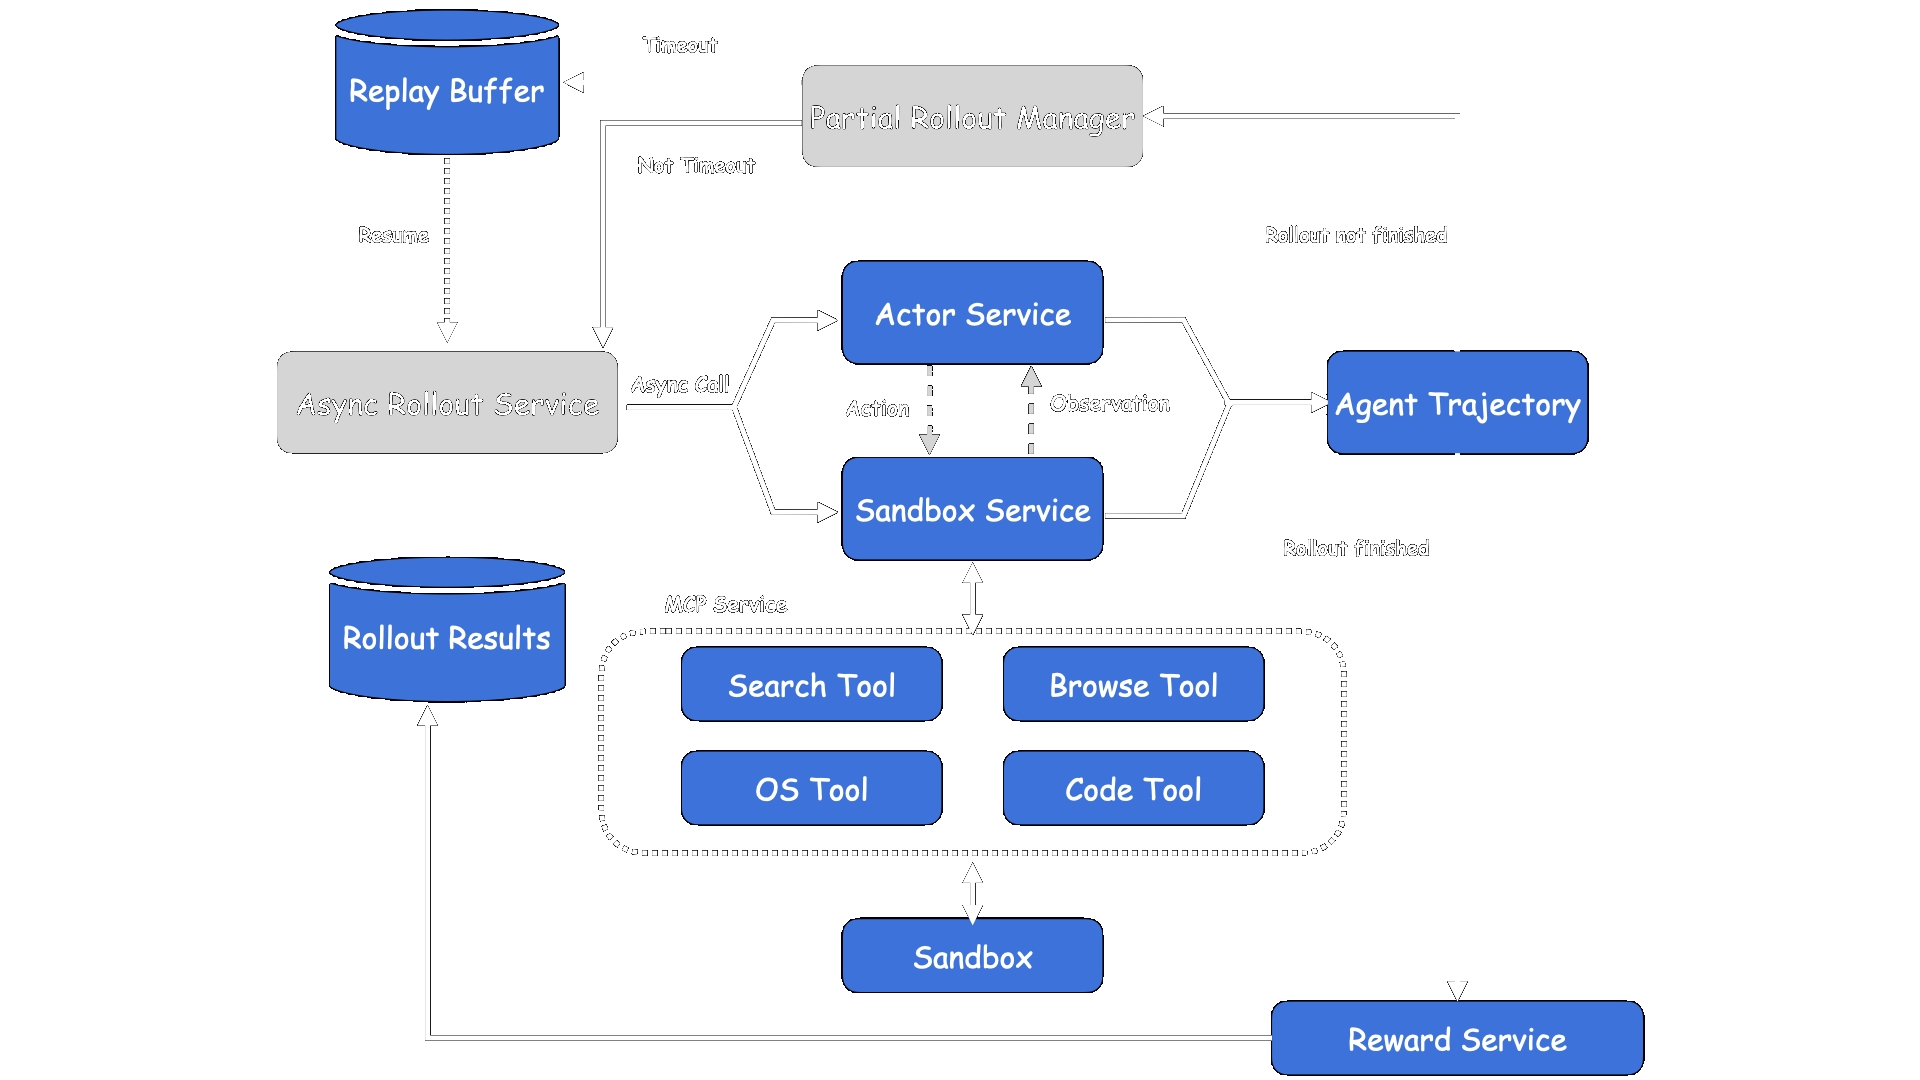 Timeout
Replay Buffer
Partial Rollout Manager
Not Timeout
Resume
Rollout not finished
Actor Service
Async Call
Async Rollout Service
Action
Observation
Agent Trajectory
Sandbox Service
Rollout finished
MCP Service
Rollout Results
Search Tool
Browse Tool
OS Tool
Code Tool
Sandbox
Reward Service